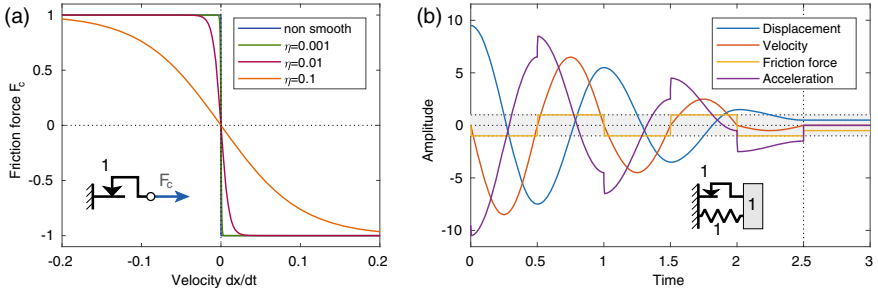 (a)
1
0.5
0
-0.5
-1
Friction force F_c
-0.2
-0.1
0
0.1
0.2
Velocity dx/dt
non smooth
η=0.001
η=0.01
η=0.1
1
F_c
(b)
10
5
0
-5
-10
Amplitude
0
0.5
1
1.5
2
2.5
3
Time
Displacement
Velocity
Friction force
Acceleration
1
1
1